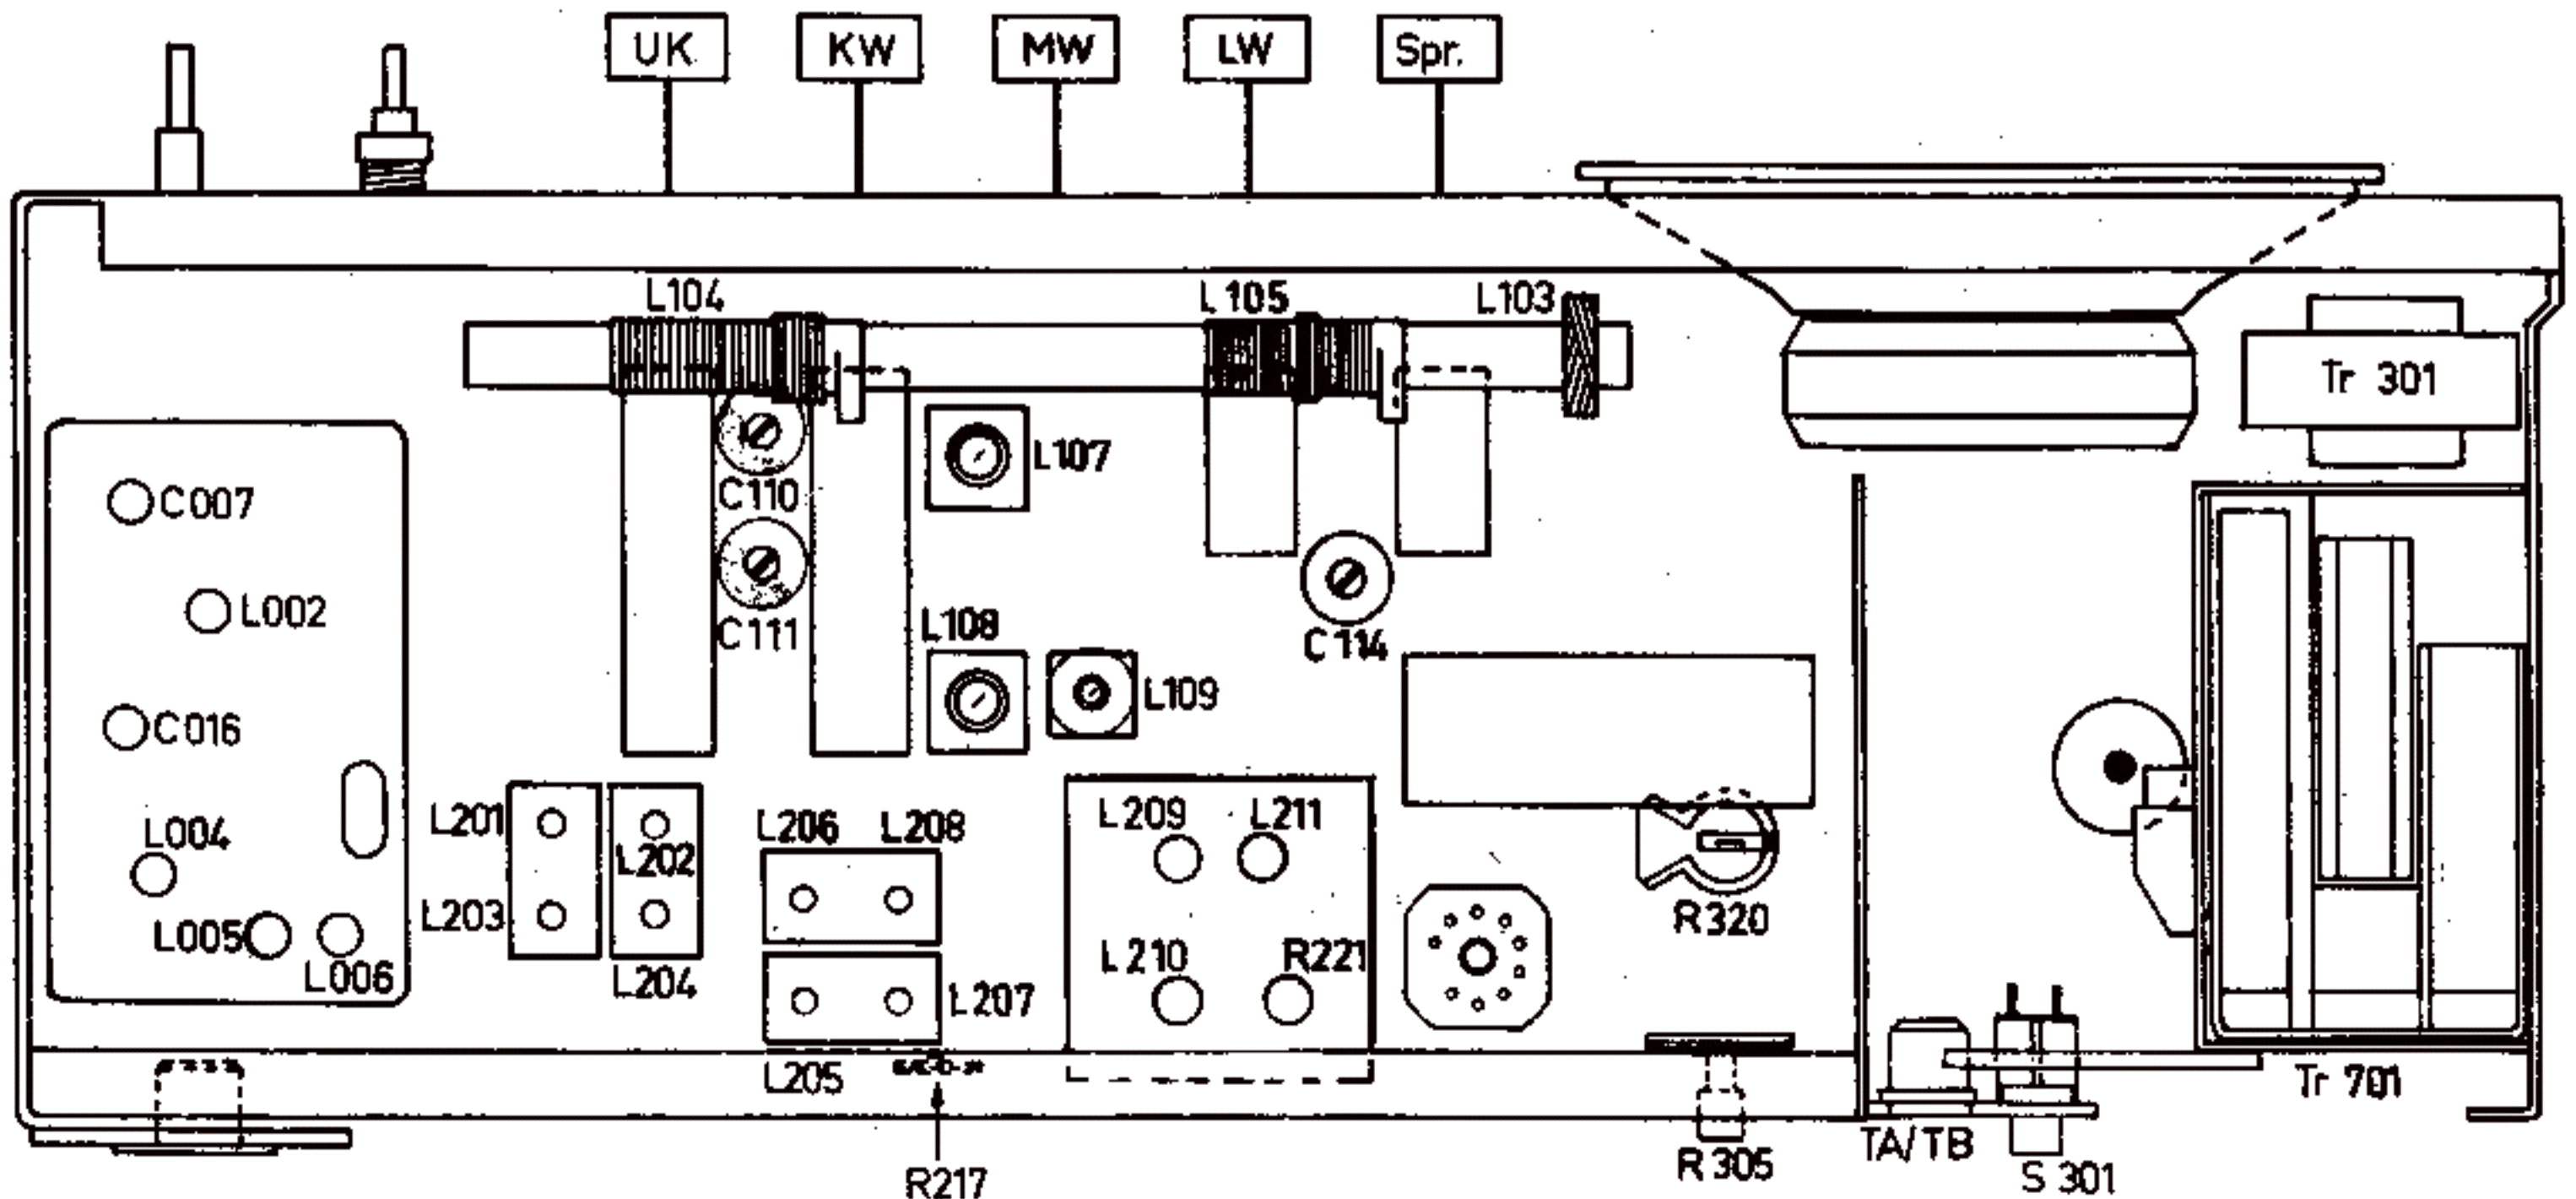 UK KW MW LW Spr.
L104 L105 L103
Tr 301
L107
C007 C110
L002 C111 L108 C114
C016 L109
L201 L206 L208 L209 L211
L004 L202
L203 R320
L005 L210 R221
L006 L204 L207
L205 Tr 701
TA/TB R305
R217 S 301